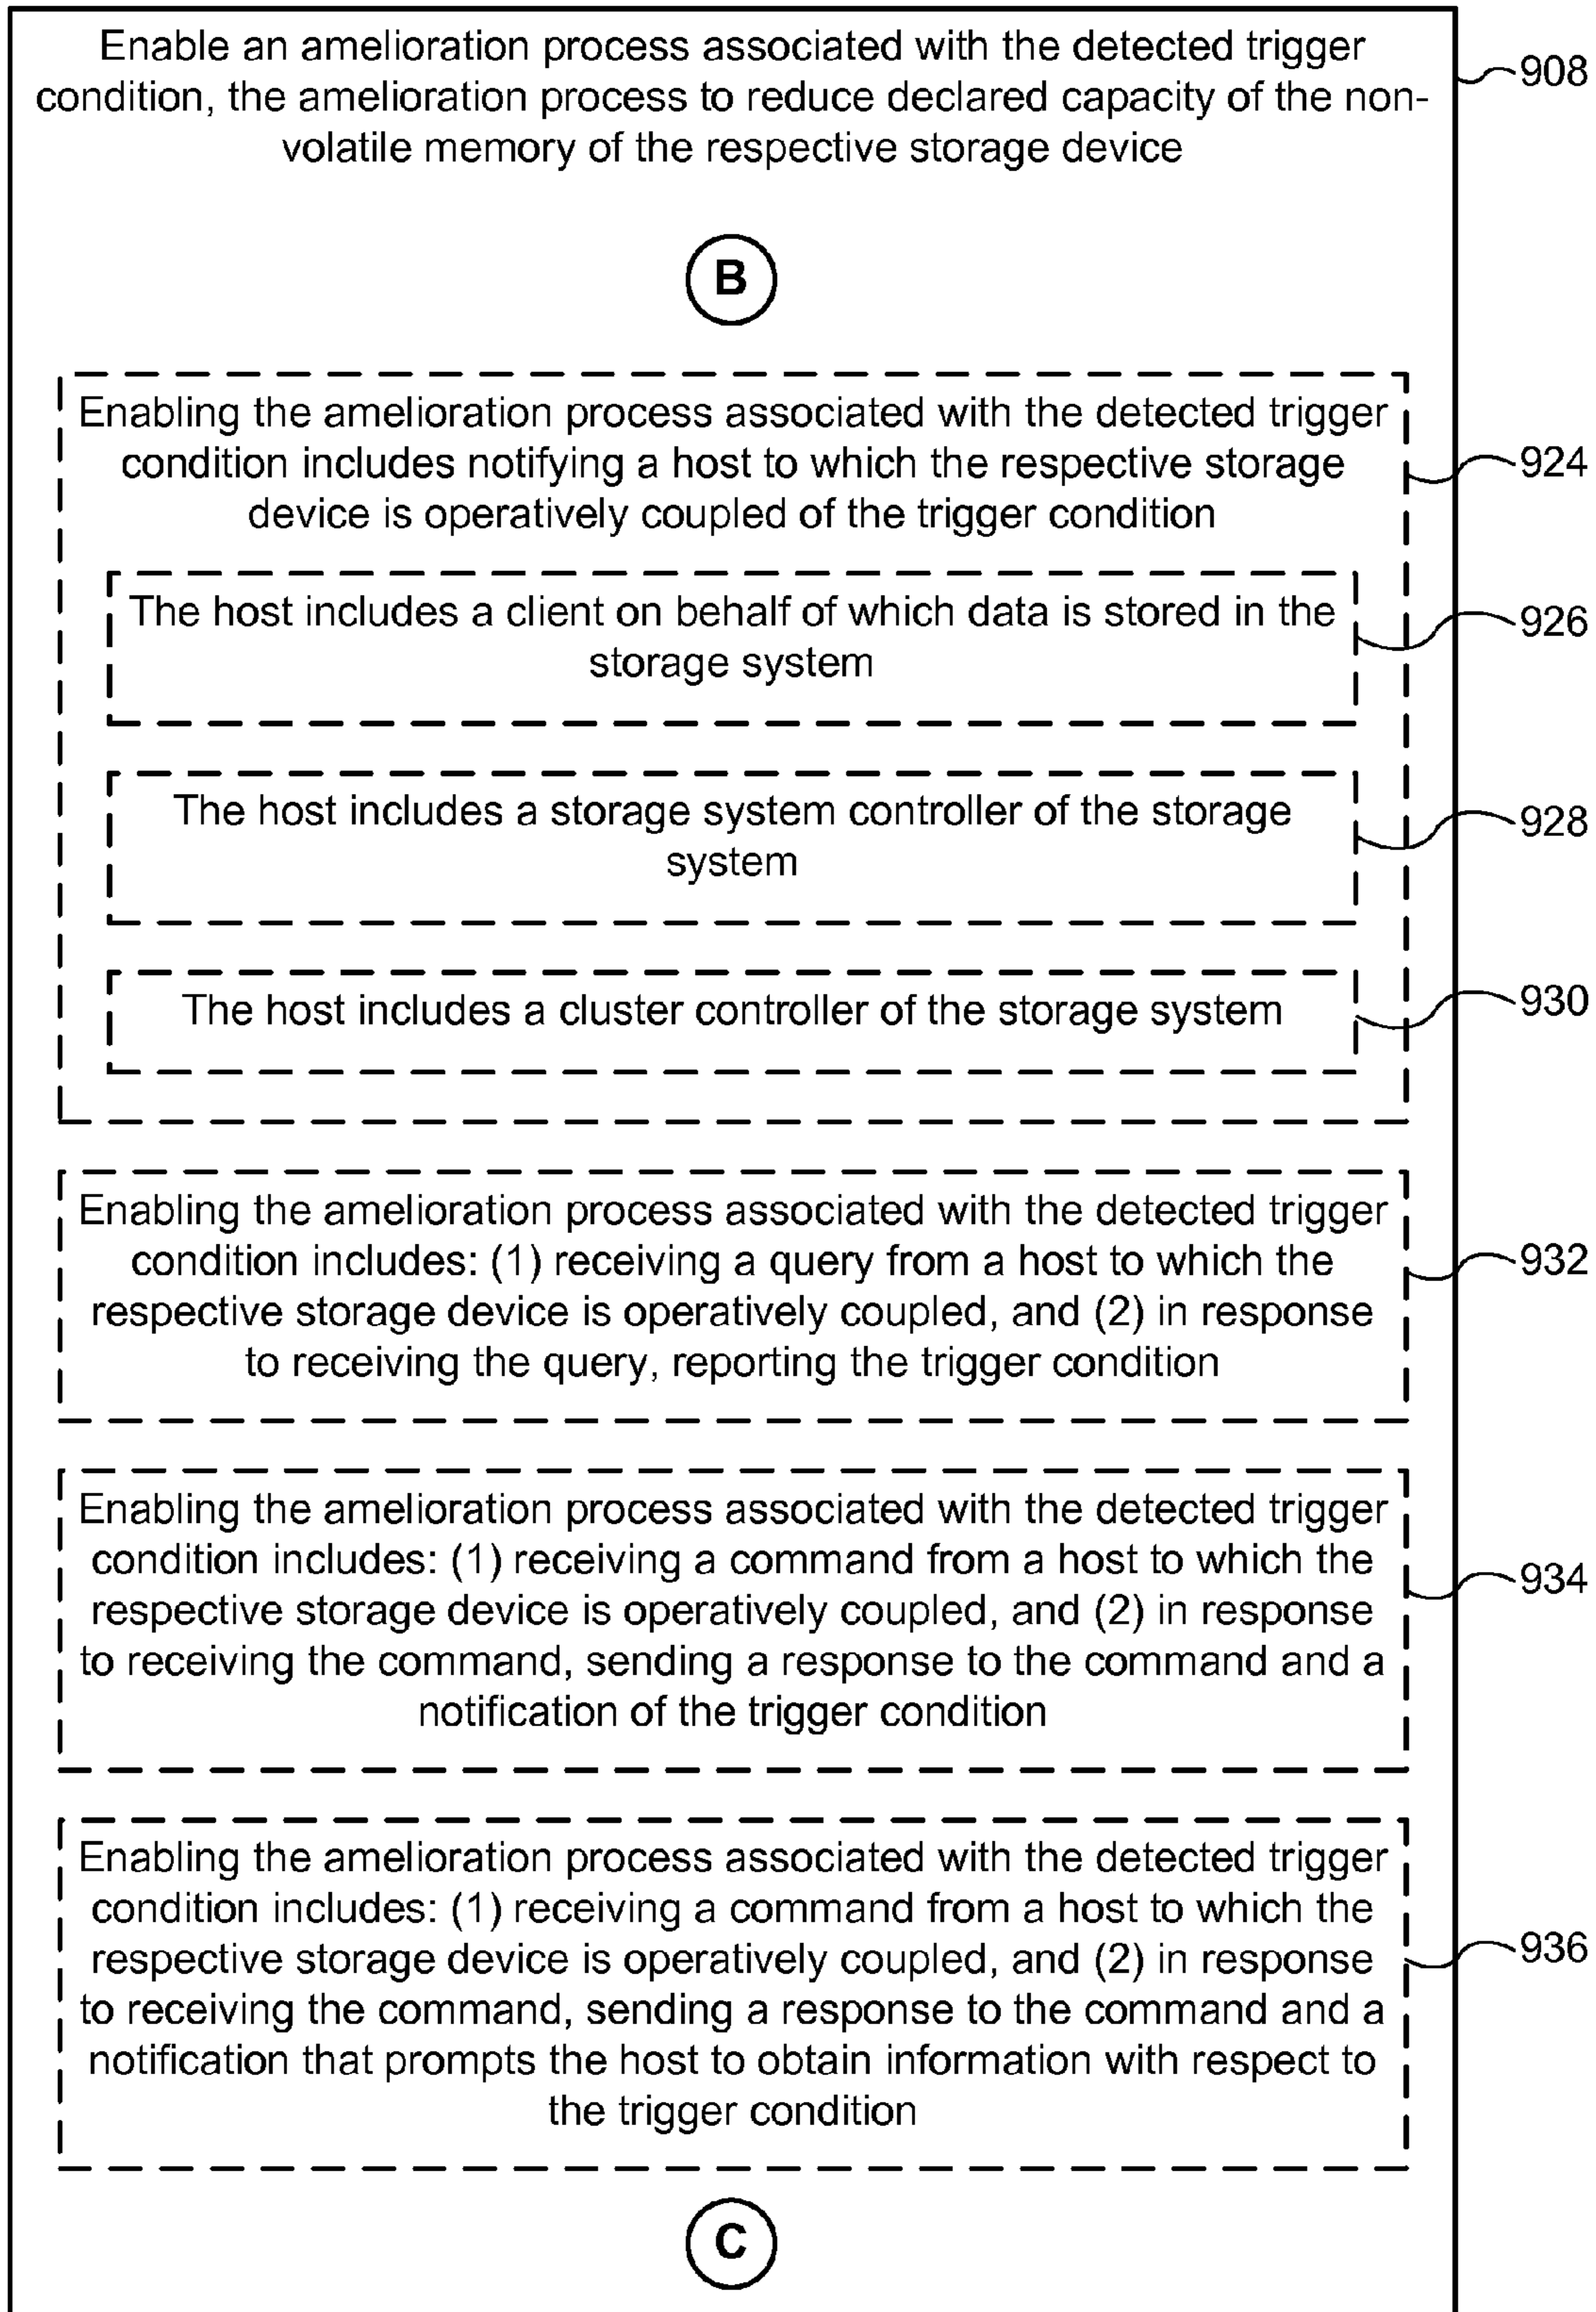 Enable an amelioration process associated with the detected trigger
condition, the amelioration process to reduce declared capacity of the non-
volatile memory of the respective storage device
908
B
Enabling the amelioration process associated with the detected trigger
condition includes notifying a host to which the respective storage
device is operatively coupled of the trigger condition
924
The host includes a client on behalf of which data is stored in the
storage system
926
The host includes a storage system controller of the storage
system
928
The host includes a cluster controller of the storage system
930
Enabling the amelioration process associated with the detected trigger
condition includes: (1) receiving a query from a host to which the
respective storage device is operatively coupled, and (2) in response
to receiving the query, reporting the trigger condition
932
Enabling the amelioration process associated with the detected trigger
condition includes: (1) receiving a command from a host to which the
respective storage device is operatively coupled, and (2) in response
to receiving the command, sending a response to the command and a
notification of the trigger condition
934
Enabling the amelioration process associated with the detected trigger
condition includes: (1) receiving a command from a host to which the
respective storage device is operatively coupled, and (2) in response
to receiving the command, sending a response to the command and a
notification that prompts the host to obtain information with respect to
the trigger condition
936
C